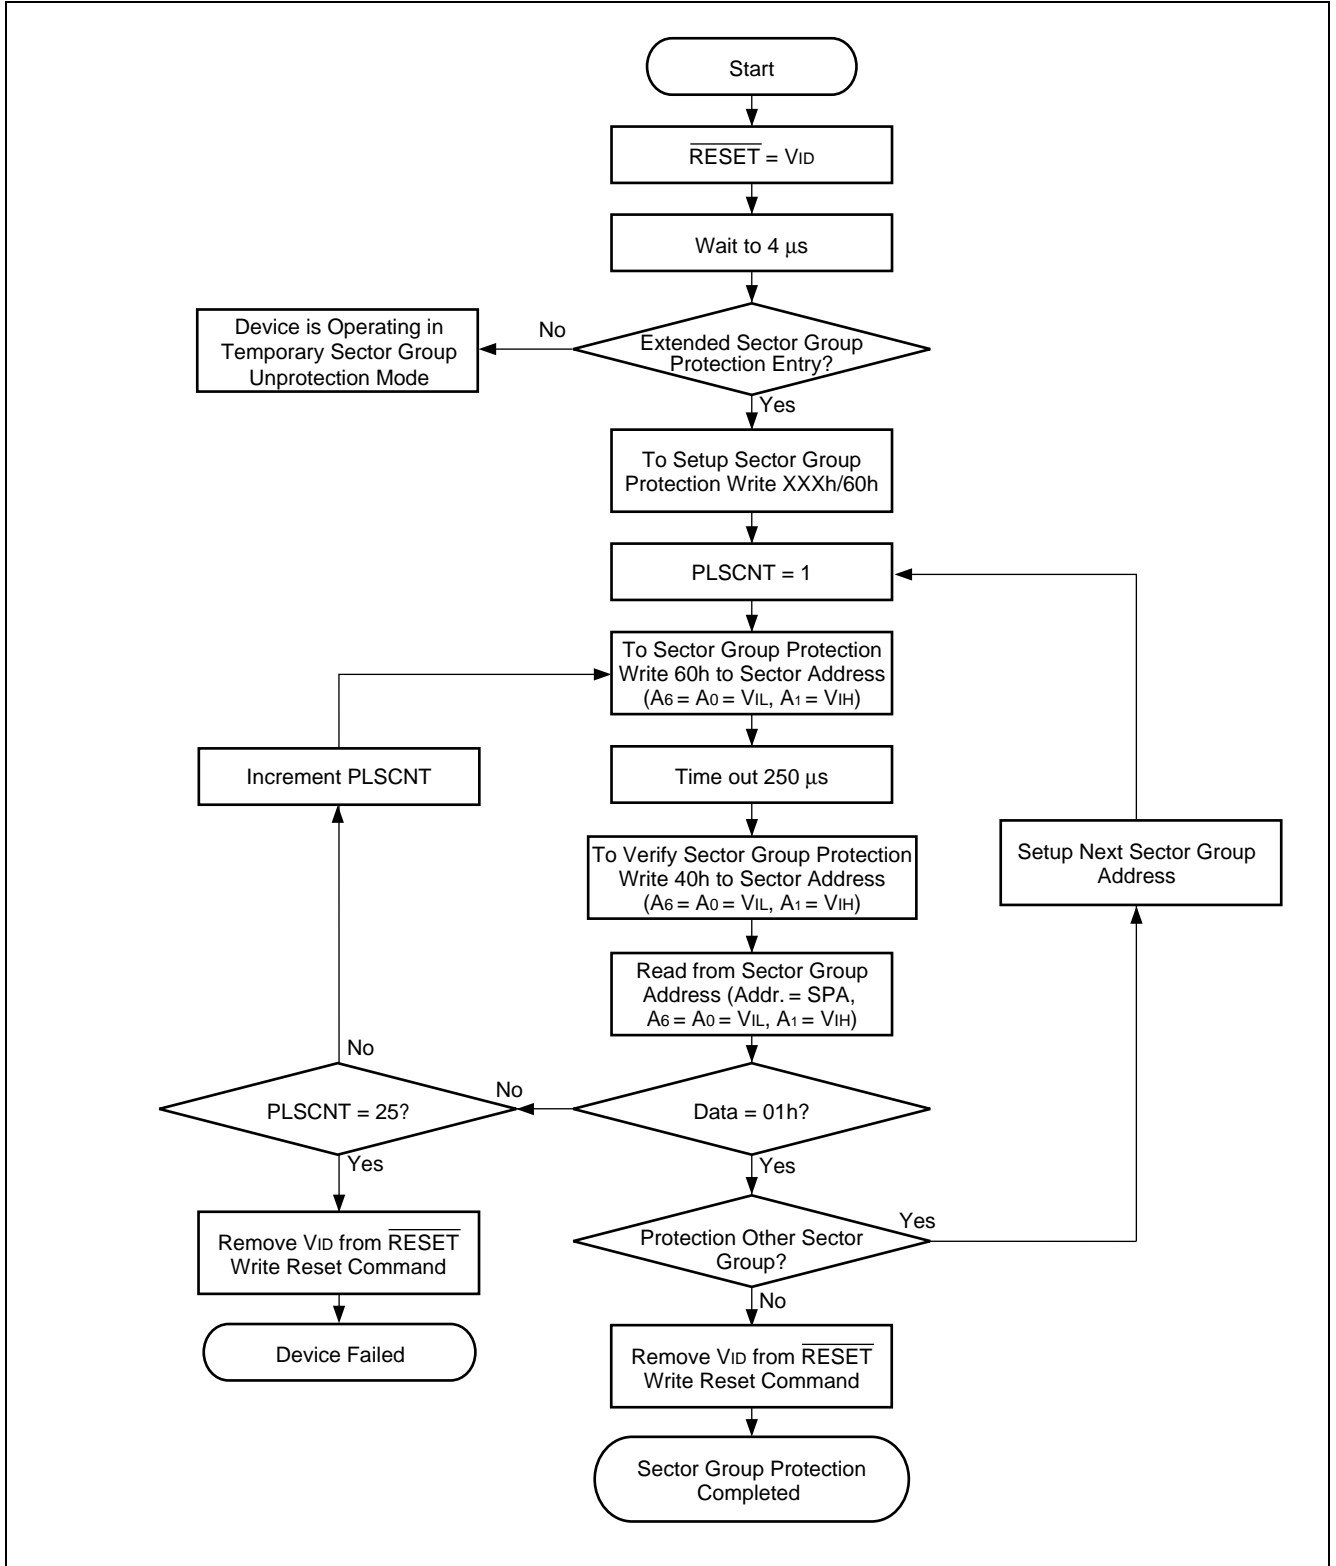 Start
RESET = VID
Wait to 4 μs
Device is Operating in
Temporary Sector Group
Unprotection Mode
No
Extended Sector Group
Protection Entry?
Yes
To Setup Sector Group
Protection Write XXXh/60h
PLSCNT = 1
To Sector Group Protection
Write 60h to Sector Address
(A6 = A0 = VIL, A1 = VIH)
Increment PLSCNT
Time out 250 μs
To Verify Sector Group Protection
Write 40h to Sector Address
(A6 = A0 = VIL, A1 = VIH)
Setup Next Sector Group
Address
Read from Sector Group
Address (Addr. = SPA,
A6 = A0 = VIL, A1 = VIH)
No
PLSCNT = 25?
No
Data = 01h?
Yes
Yes
Remove VID from RESET
Write Reset Command
Protection Other Sector
Group?
Yes
No
Device Failed
Remove VID from RESET
Write Reset Command
Sector Group Protection
Completed